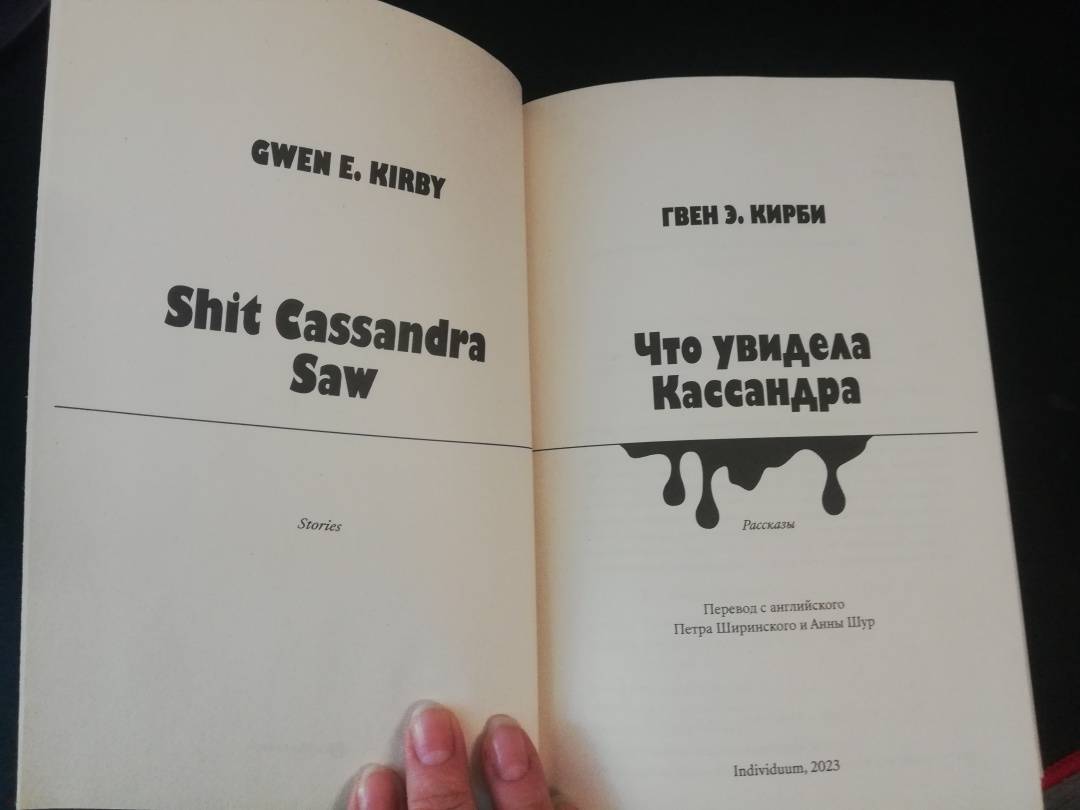 GWEN E. KIRBY
Shit Cassandra
Saw
Stories
ГВЕН Э. КИРБИ
Что увидела
Кассандра
Рассказы
Перевод с английского
Петра Ширинского и Анны Шур
Individuum, 2023